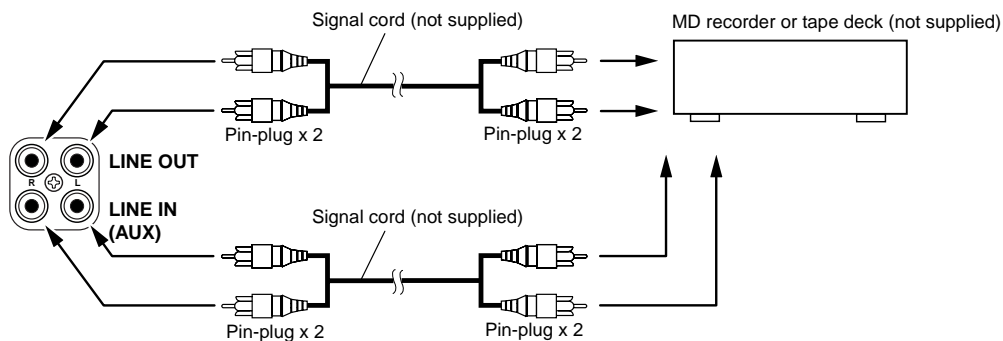 Signal cord (not supplied)
MD recorder or tape deck (not supplied)
Pin-plug x 2
Pin-plug x 2
LINE OUT
R
L
LINE IN
(AUX)
Signal cord (not supplied)
Pin-plug x 2
Pin-plug x 2